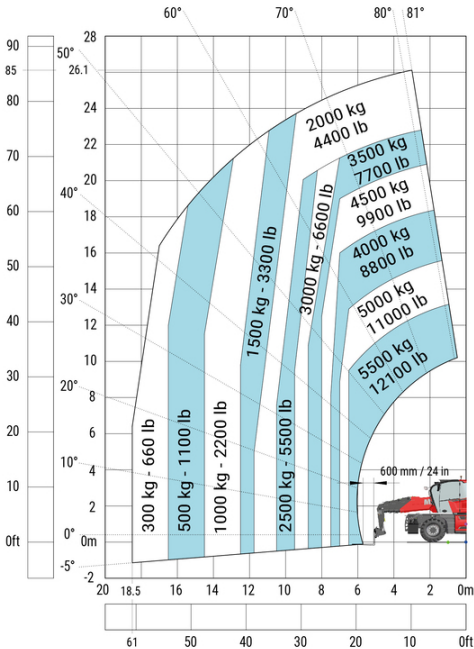 60° 70° 80° 81°
90 28
50°
85 26.1
80 24
2000 kg
4400 lb
22
3500 kg
7700 lb
70 20
40° 4500 kg
9900 lb
60 18
3000 kg - 6600 lb
4000 kg
8800 lb
50 16
1500 kg - 3300 lb
14
30° 5000 kg
11000 lb
40 12
10
5500 kg
12100 lb
30
20° 8
20 6
300 kg - 660 lb
500 kg - 1100 lb
1000 kg - 2200 lb
2500 kg - 5500 lb
10° 4 600 mm / 24 in
10 2
0ft 0° 0m
-5° -2
20 18.5 16 14 12 10 8 6 4 2 0m
61 50 40 30 20 10 0ft